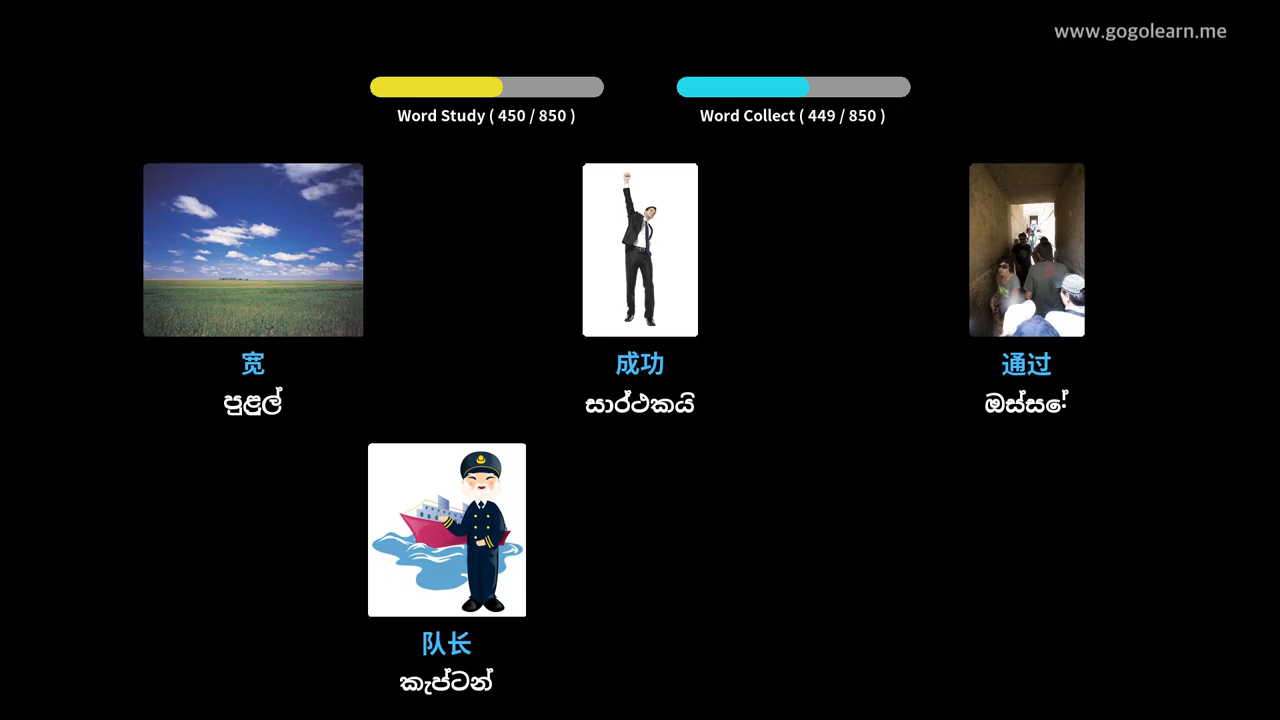 www.gogolearn.me
Word Study ( 450 / 850 )
Word Collect ( 449 / 850 )
宽
පුළුල්
成功
සාර්ථකයි
通过
ඔස්සේ
队长
කැප්ටන්